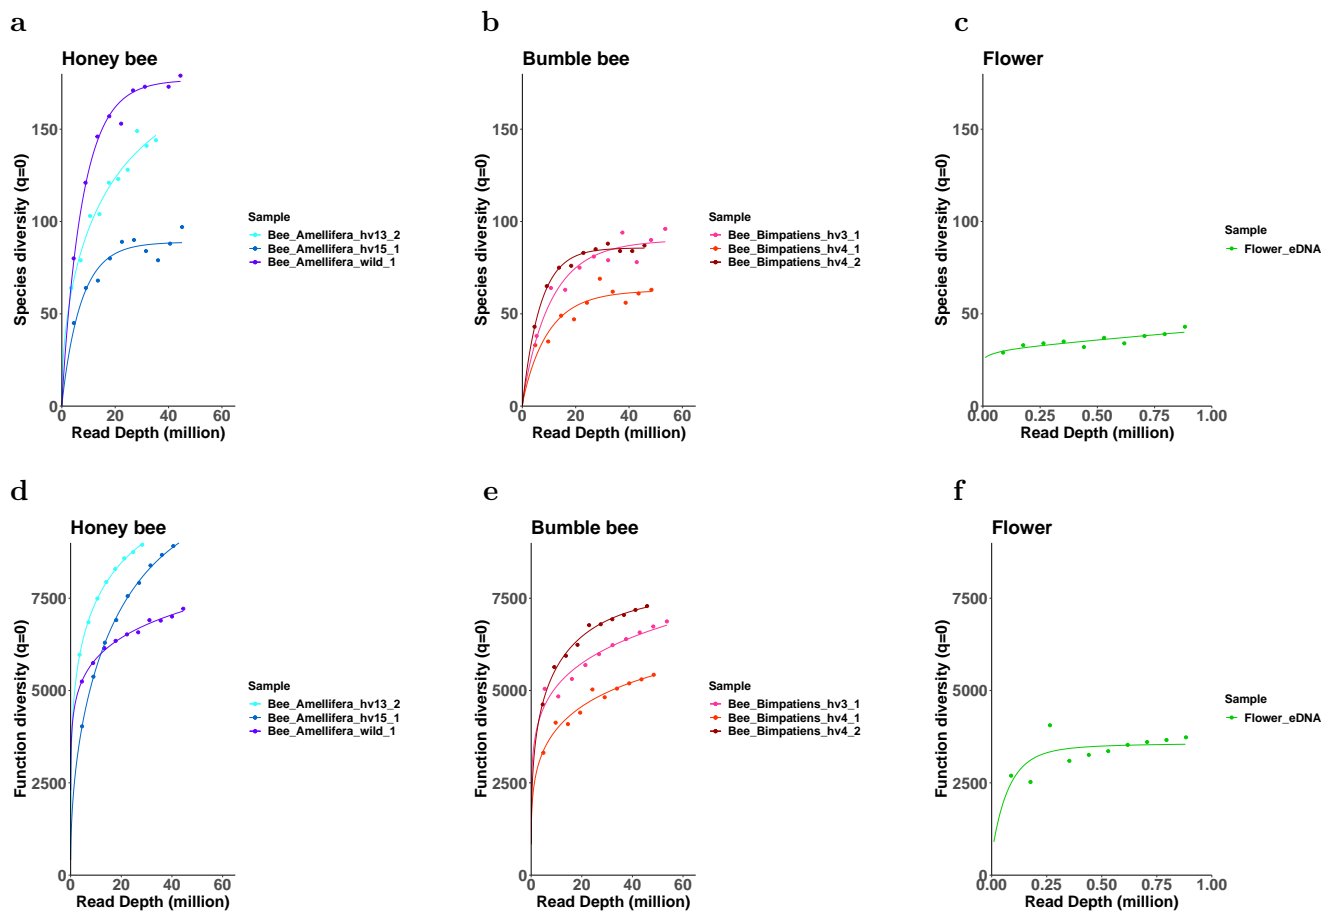 a
Honey bee
Species diversity (q=0)
150
100
50
0
0 20 40 60
Read Depth (million)
Sample
Bee_Amellifera_hv13_2
Bee_Amellifera_hv15_1
Bee_Amellifera_wild_1
b
Bumble bee
Species diversity (q=0)
150
100
50
0
0 20 40 60
Read Depth (million)
Sample
Bee_Bimpatiens_hv3_1
Bee_Bimpatiens_hv4_1
Bee_Bimpatiens_hv4_2
c
Flower
Species diversity (q=0)
150
100
50
0
0.00 0.25 0.50 0.75 1.00
Read Depth (million)
Sample
Flower_eDNA
d
Honey bee
Function diversity (q=0)
7500
5000
2500
0
0 20 40 60
Read Depth (million)
Sample
Bee_Amellifera_hv13_2
Bee_Amellifera_hv15_1
Bee_Amellifera_wild_1
e
Bumble bee
Function diversity (q=0)
7500
5000
2500
0
0 20 40 60
Read Depth (million)
Sample
Bee_Bimpatiens_hv3_1
Bee_Bimpatiens_hv4_1
Bee_Bimpatiens_hv4_2
f
Flower
Function diversity (q=0)
7500
5000
2500
0
0.00 0.25 0.50 0.75 1.00
Read Depth (million)
Sample
Flower_eDNA